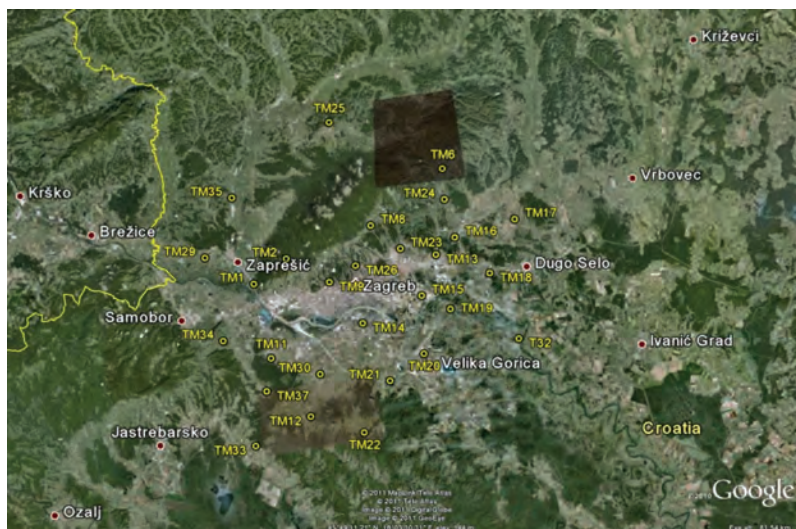 Križevci
TM25
TM6
Vrbovec
Krško
TM35
TM24
TM17
TM8
Brežice
TM16
TM23
TM29
TM2
Zaprešić
TM13
TM26
Dugo Selo
TM18
TM1
TM9
Zagreb
TM15
TM19
Samobor
TM14
TM34
T32
Ivanić Grad
TM11
TM20
Velika Gorica
TM30
TM21
TM37
TM12
Jastrebarsko
TM22
TM33
Croatia
Ozalj
Google